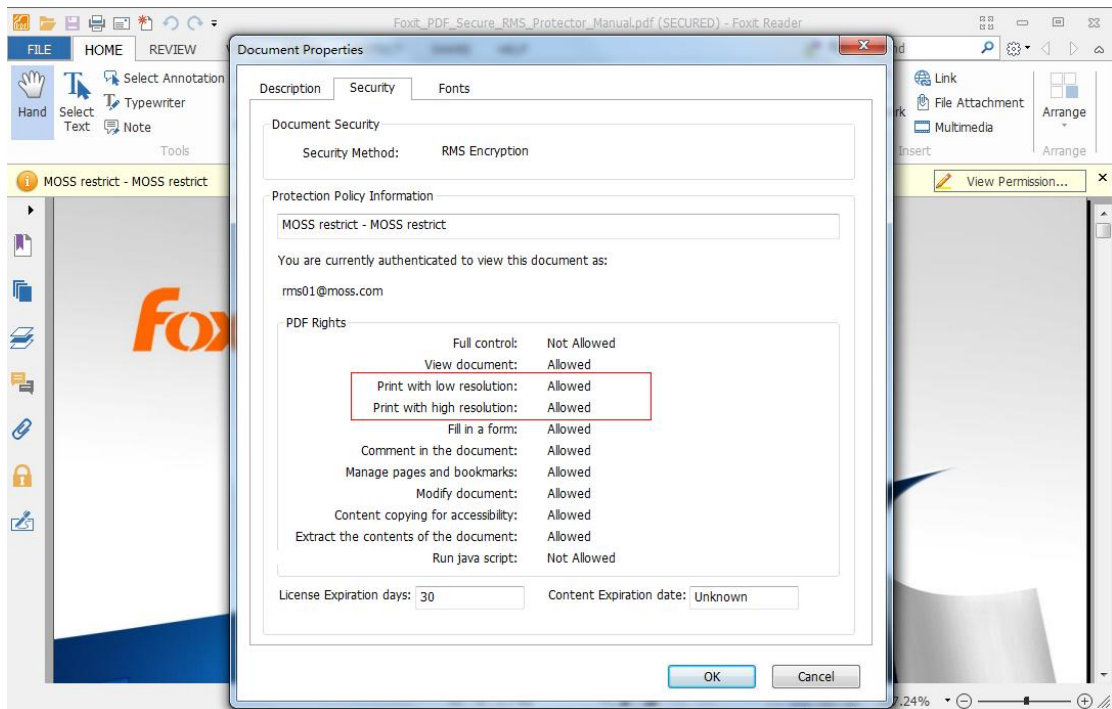 Foxit_PDF_Secure_RMS_Protector_Manual.pdf (SECURED) - Foxit Reader
FILE HOME REVIEW
Hand
Select Text
Select Annotation
Typewriter
Note
Tools
Link
File Attachment
Multimedia
Insert
Arrange
Arrange
MOSS restrict - MOSS restrict
View Permission...
Document Properties
Description Security Fonts
Document Security
Security Method: RMS Encryption
Protection Policy Information
MOSS restrict - MOSS restrict
You are currently authenticated to view this document as:
rms01@moss.com
PDF Rights
Full control: Not Allowed
View document: Allowed
Print with low resolution: Allowed
Print with high resolution: Allowed
Fill in a form: Allowed
Comment in the document: Allowed
Manage pages and bookmarks: Allowed
Modify document: Allowed
Content copying for accessibility: Allowed
Extract the contents of the document: Allowed
Run java script: Not Allowed
License Expiration days: 30 Content Expiration date: Unknown
OK Cancel
7.24%